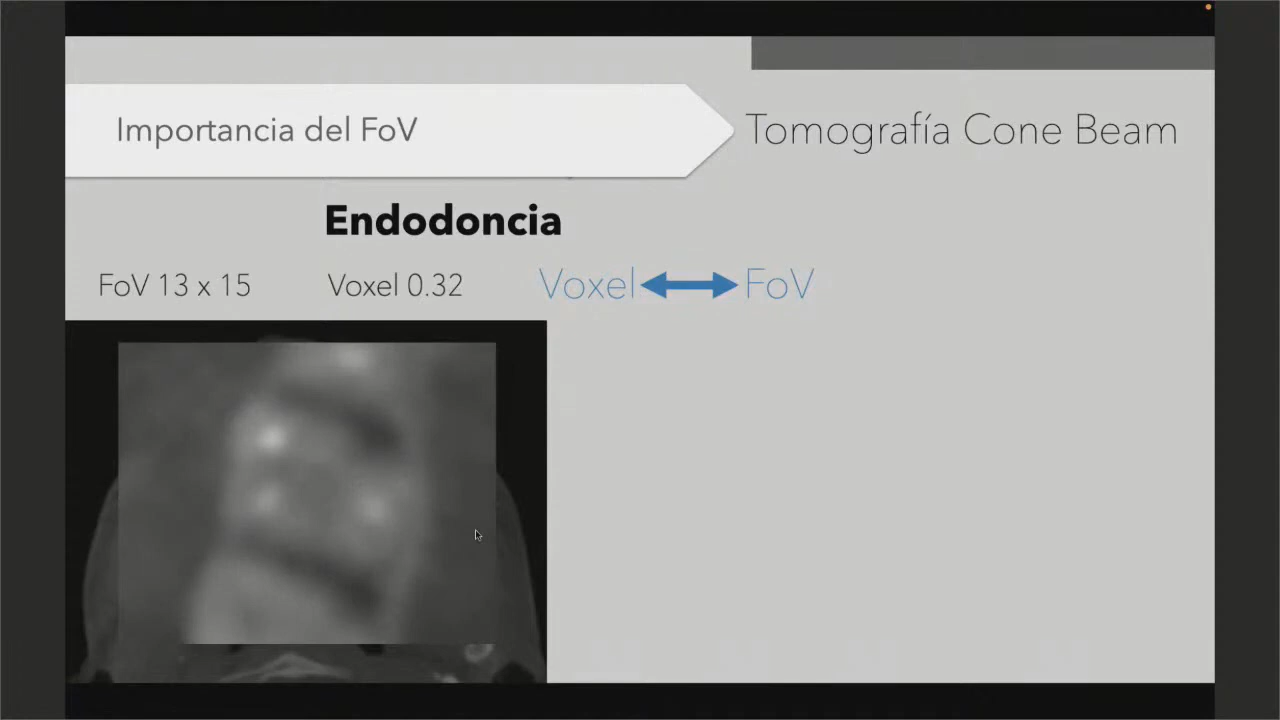 Importancia del FoV
Tomografía Cone Beam
Endodoncia
FoV 13 x 15
Voxel 0.32
Voxel FoV